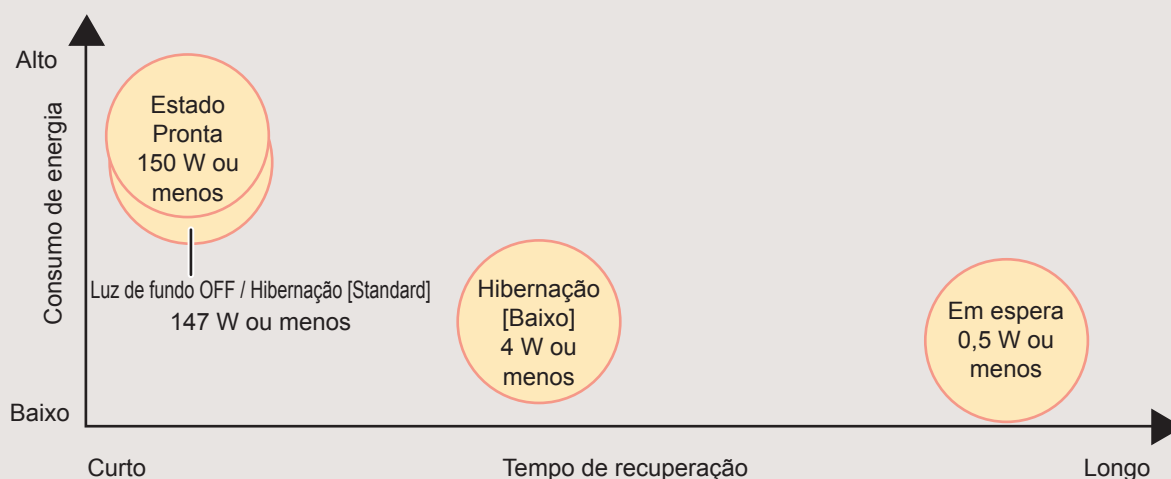 Alto
Consumo de energia
Estado
Pronta
150 W ou
menos
Luz de fundo OFF / Hibernação [Standard]
147 W ou menos
Hibernação
[Baixo]
4 W ou
menos
Em espera
0,5 W ou
menos
Baixo
Curto
Tempo de recuperação
Longo